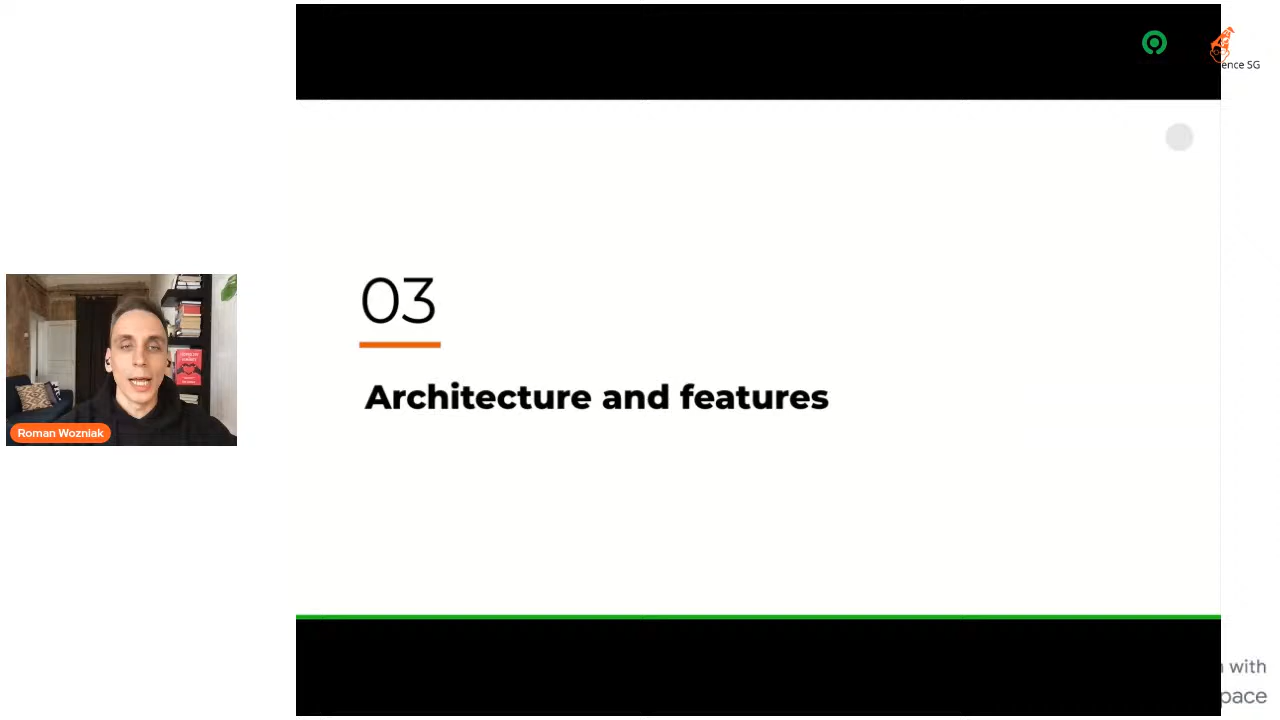 ence SG
03
Architecture and features
Roman Wozniak
with
pace